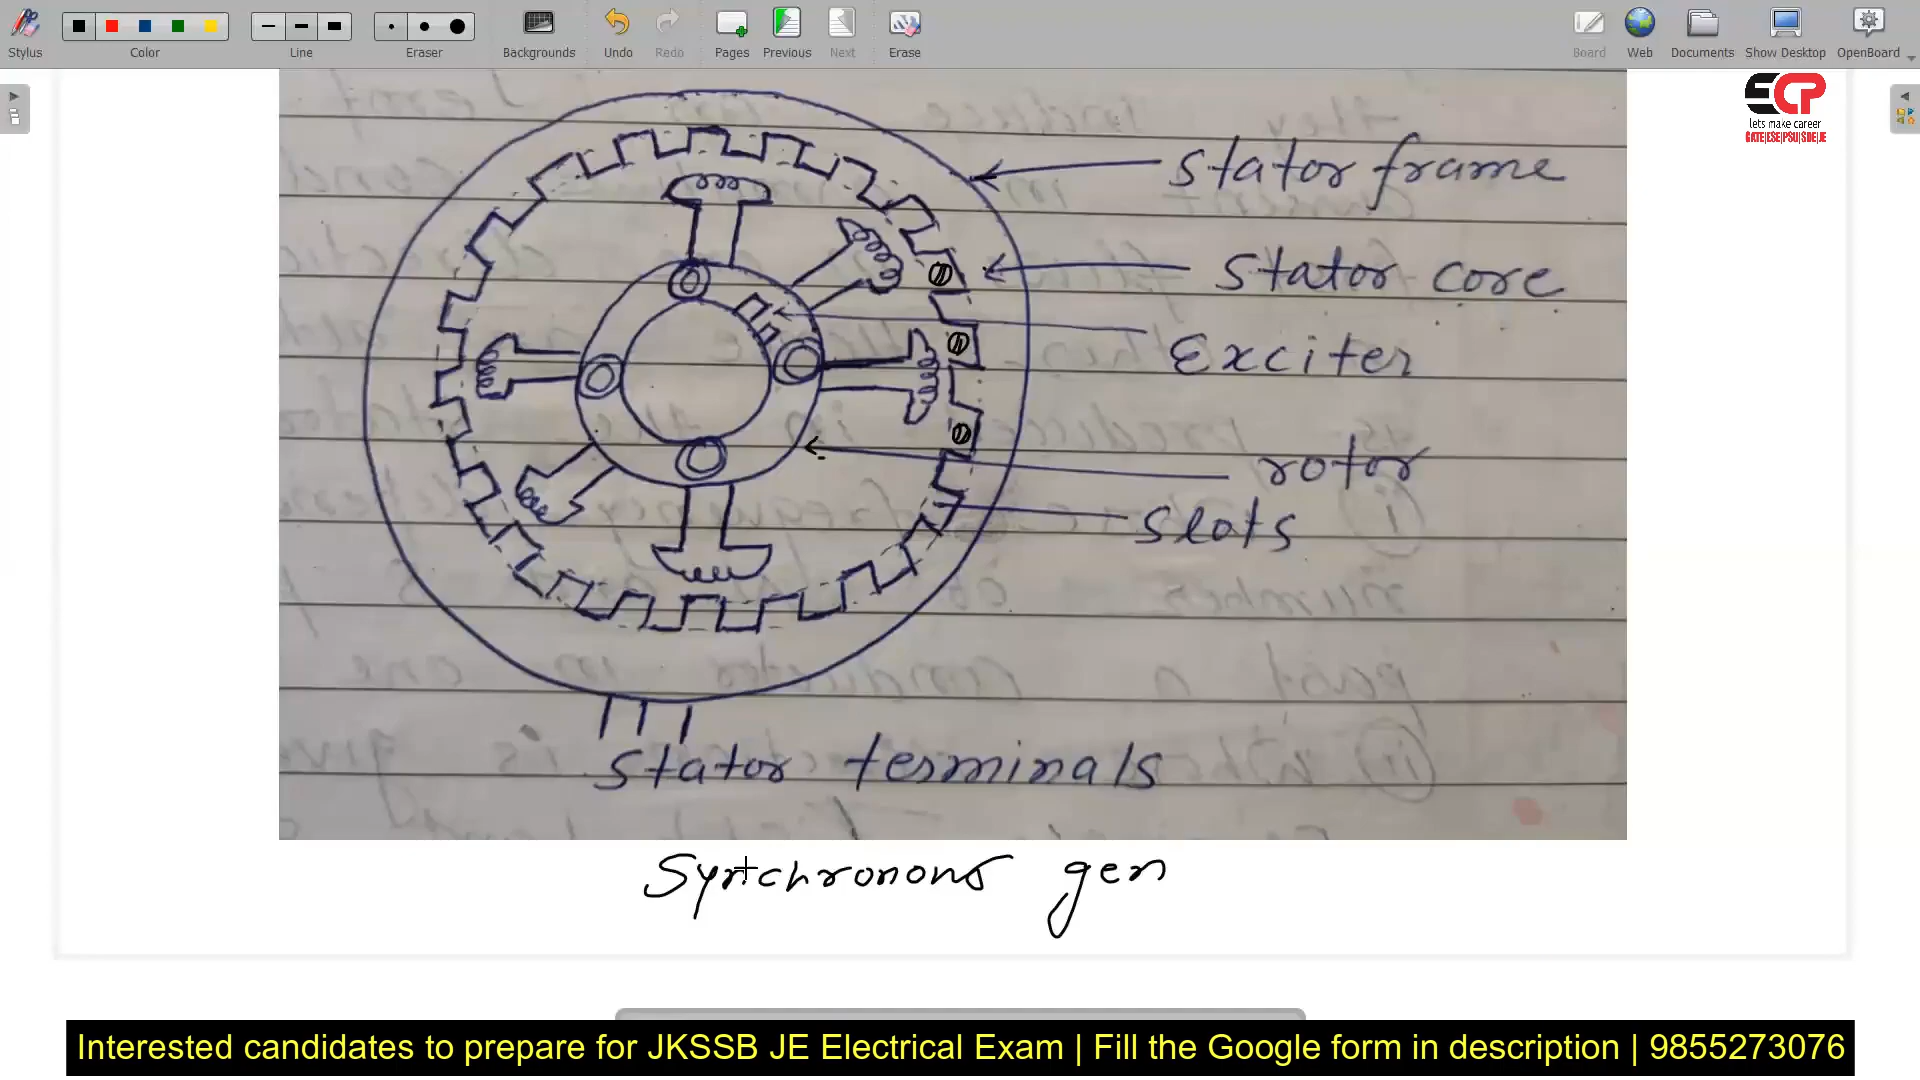 Stylus
Color
Line
Eraser
Backgrounds
Undo
Redo
Pages
Previous
Next
Erase
Board
Web
Documents
Show Desktop
OpenBoard
ECP
lets make career
GATE|ESE|PSU|SDE|JE
Stator frame
Stator core
Exciter
rotor
Slots
Stator terminals
Synchronous gen
Interested candidates to prepare for JKSSB JE Electrical Exam | Fill the Google form in description | 9855273076